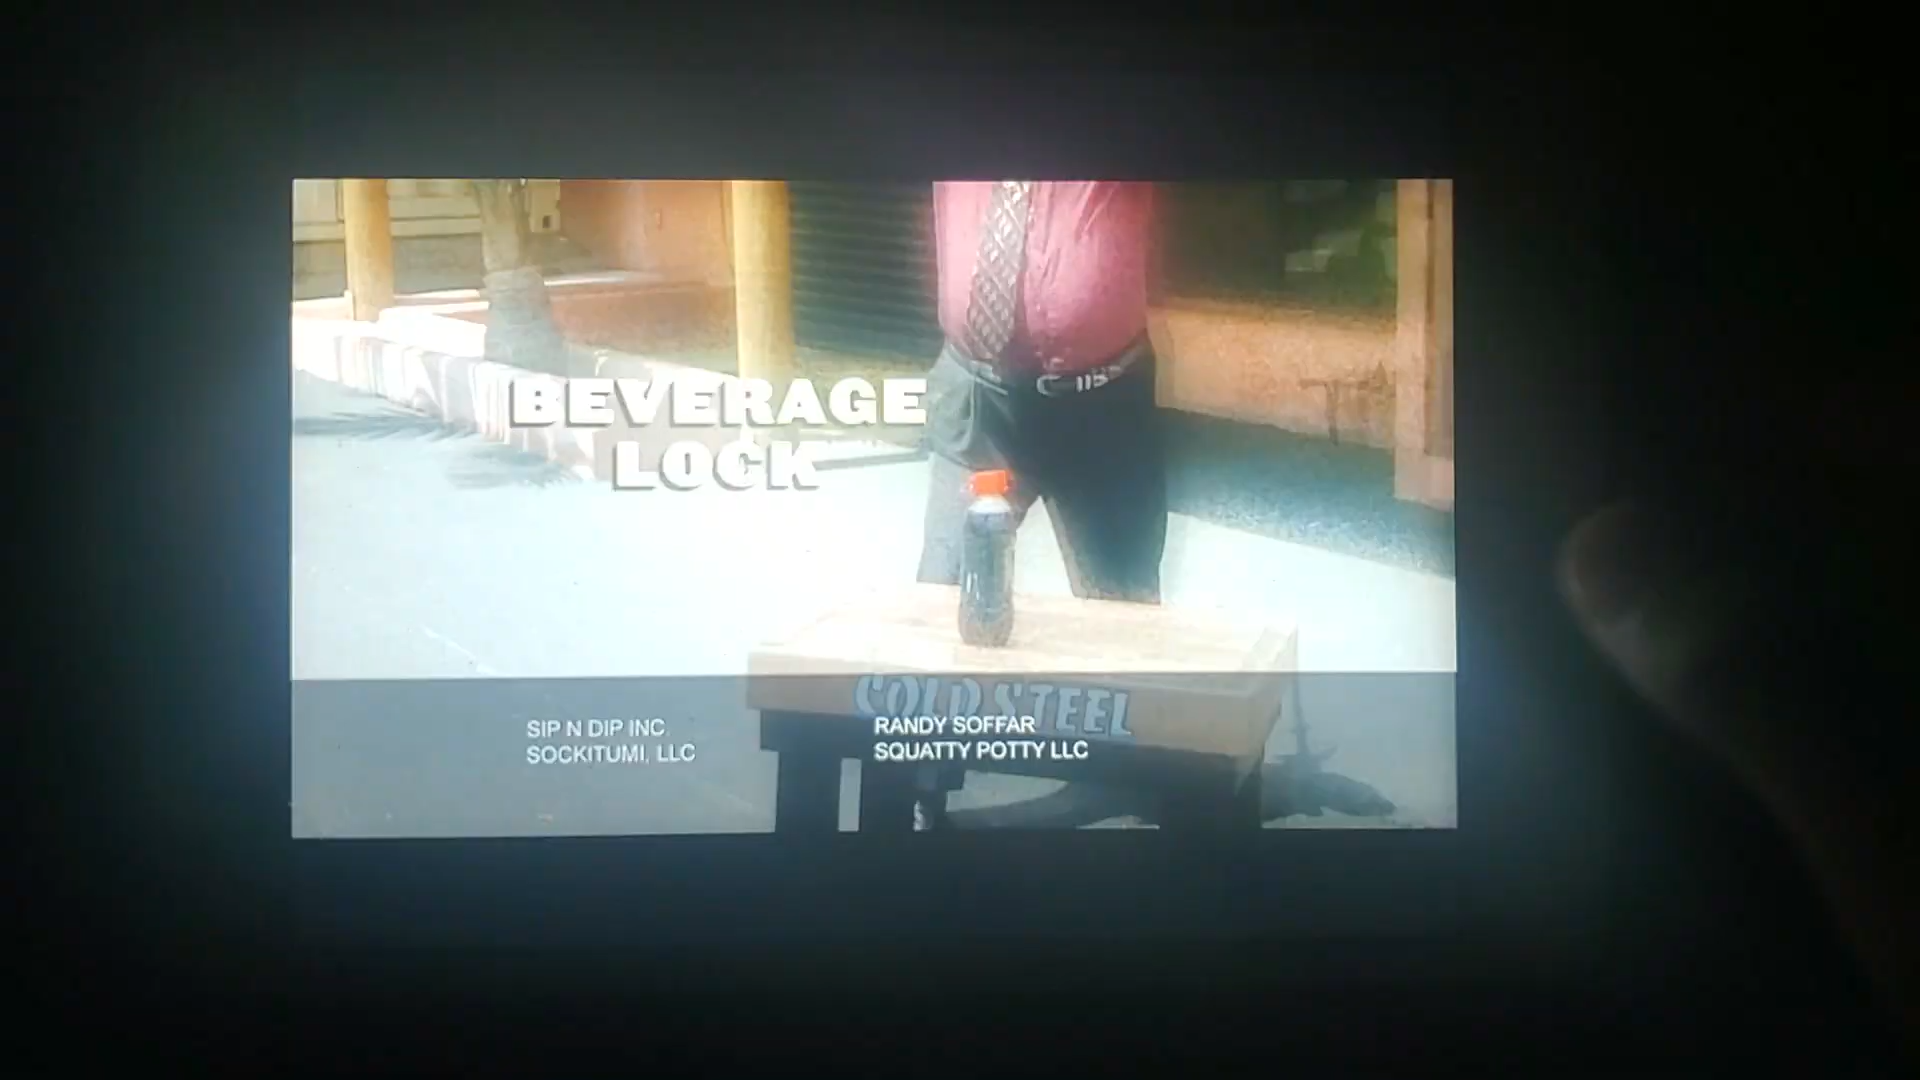 BEVERAGE
LOCK
COLD STEEL
SIP N DIP INC.
SOCKITUMI, LLC
RANDY SOFFAR
SQUATTY POTTY LLC